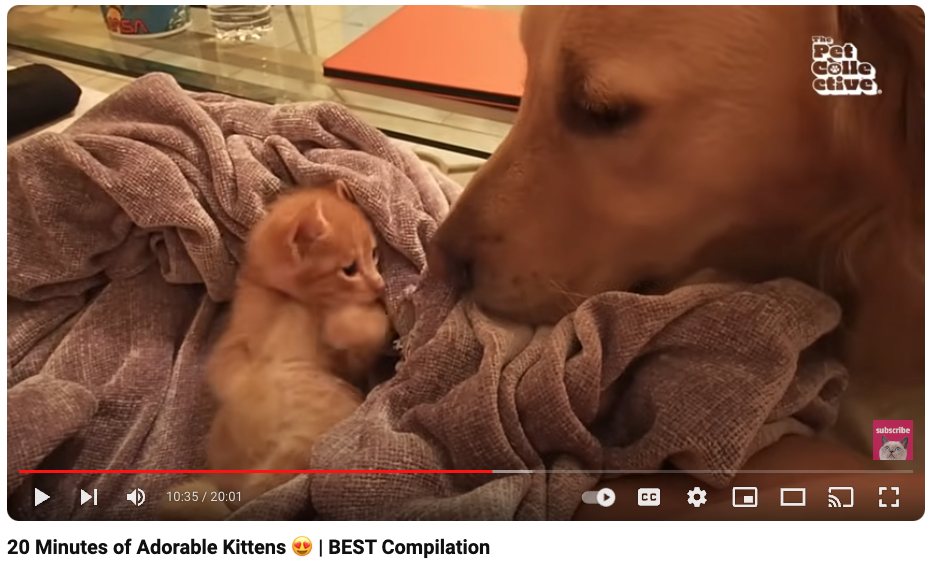 The
Pet
Colle
ctive
subscribe
10:35 / 20:01
CC
20 Minutes of Adorable Kittens 😍 | BEST Compilation